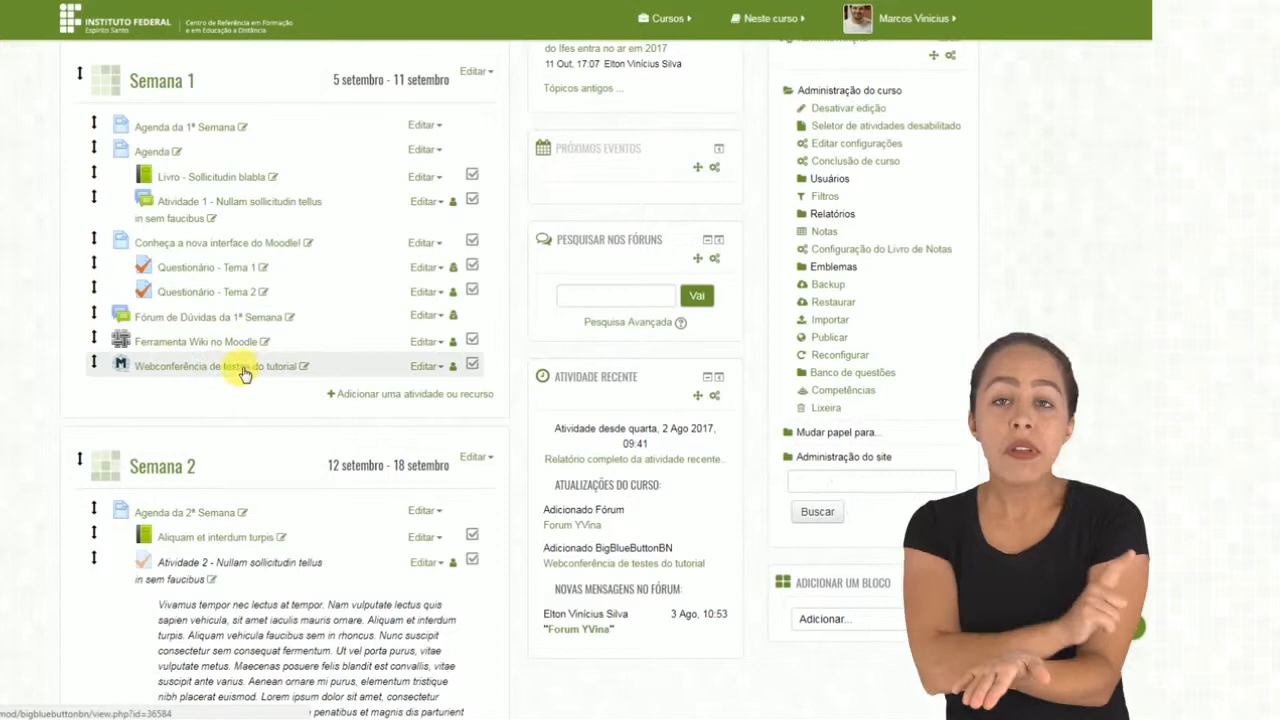 INSTITUTO FEDERAL
Espírito Santo
Centro de Referência em Formação
e em Educação a Distância
Cursos
Neste curso
Marcos Vinicius
Semana 1
5 setembro - 11 setembro
Editar
Agenda da 1ª Semana
Editar
Agenda
Editar
Livro - Sollicitudin blabla
Editar
Atividade 1 - Nullam sollicitudin tellus
in sem faucibus
Editar
Conheça a nova interface do Moodle!
Editar
Questionário - Tema 1
Editar
Questionário - Tema 2
Editar
Fórum de Dúvidas da 1ª Semana
Editar
Ferramenta Wiki no Moodle
Editar
Webconferência de testes do tutorial
Editar
Adicionar uma atividade ou recurso
Semana 2
12 setembro - 18 setembro
Editar
Agenda da 2ª Semana
Editar
Aliquam et interdum turpis
Editar
Atividade 2 - Nullam sollicitudin tellus
in sem faucibus
Editar
Vivamus tempor nec lectus at tempor. Nam vulputate lectus quis
sapien vehicula, sit amet iaculis mauris ornare. Aliquam et interdum
turpis. Aliquam vehicula faucibus sem in rhoncus. Nunc suscipit
consectetur sem consequat fermentum. Ut vel porta purus, vitae
vulputate metus. Maecenas posuere felis blandit est convallis, vitae
suscipit ante varius. Aenean ornare mi purus, elementum tristique
nibh placerat euismod. Lorem ipsum dolor sit amet, consectetur
penatibus et magnis dis parturient
mod/bigbluebuttonbn/view.php?id=36584
do Ifes entra no ar em 2017
11 Out, 17:07 Elton Vinícius Silva
Tópicos antigos ...
PRÓXIMOS EVENTOS
PESQUISAR NOS FÓRUNS
Vai
Pesquisa Avançada
ATIVIDADE RECENTE
Atividade desde quarta, 2 Ago 2017,
09:41
Relatório completo da atividade recente...
ATUALIZAÇÕES DO CURSO:
Adicionado Fórum
Forum YVina
Adicionado BigBlueButtonBN
Webconferência de testes do tutorial
NOVAS MENSAGENS NO FÓRUM:
Elton Vinicius Silva
3 Ago, 10:53
"Forum YVina"
Administração do curso
Desativar edição
Seletor de atividades desabilitado
Editar configurações
Conclusão de curso
Usuários
Filtros
Relatórios
Notas
Configuração do Livro de Notas
Emblemas
Backup
Restaurar
Importar
Publicar
Reconfigurar
Banco de questões
Competências
Lixeira
Mudar papel para...
Administração do site
Buscar
ADICIONAR UM BLOCO
Adicionar...